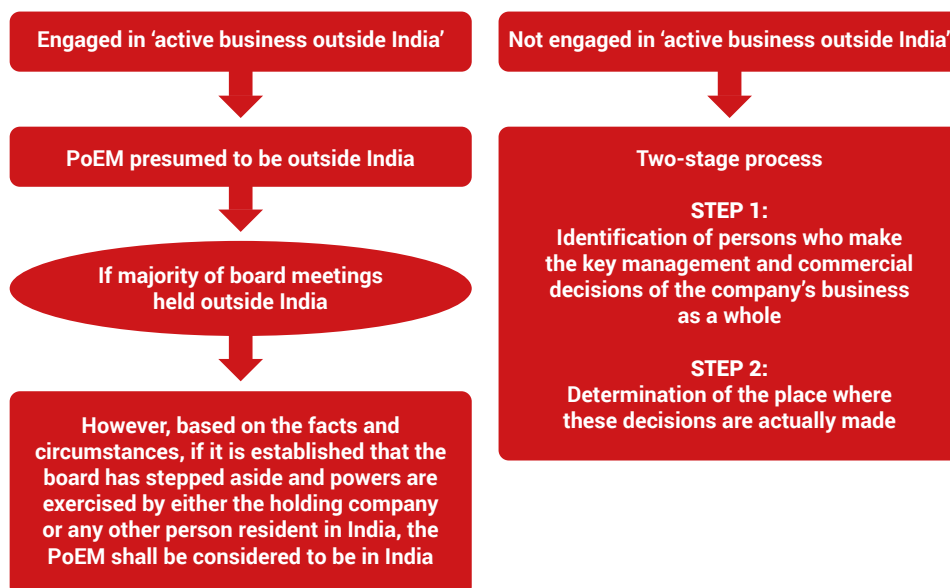 Engaged in ‘active business outside India’
PoEM presumed to be outside India
If majority of board meetings
held outside India
However, based on the facts and
circumstances, if it is established that the
board has stepped aside and powers are
exercised by either the holding company
or any other person resident in India, the
PoEM shall be considered to be in India
Not engaged in ‘active business outside India’
Two-stage process
STEP 1:
Identification of persons who make
the key management and commercial
decisions of the company’s business
as a whole
STEP 2:
Determination of the place where
these decisions are actually made